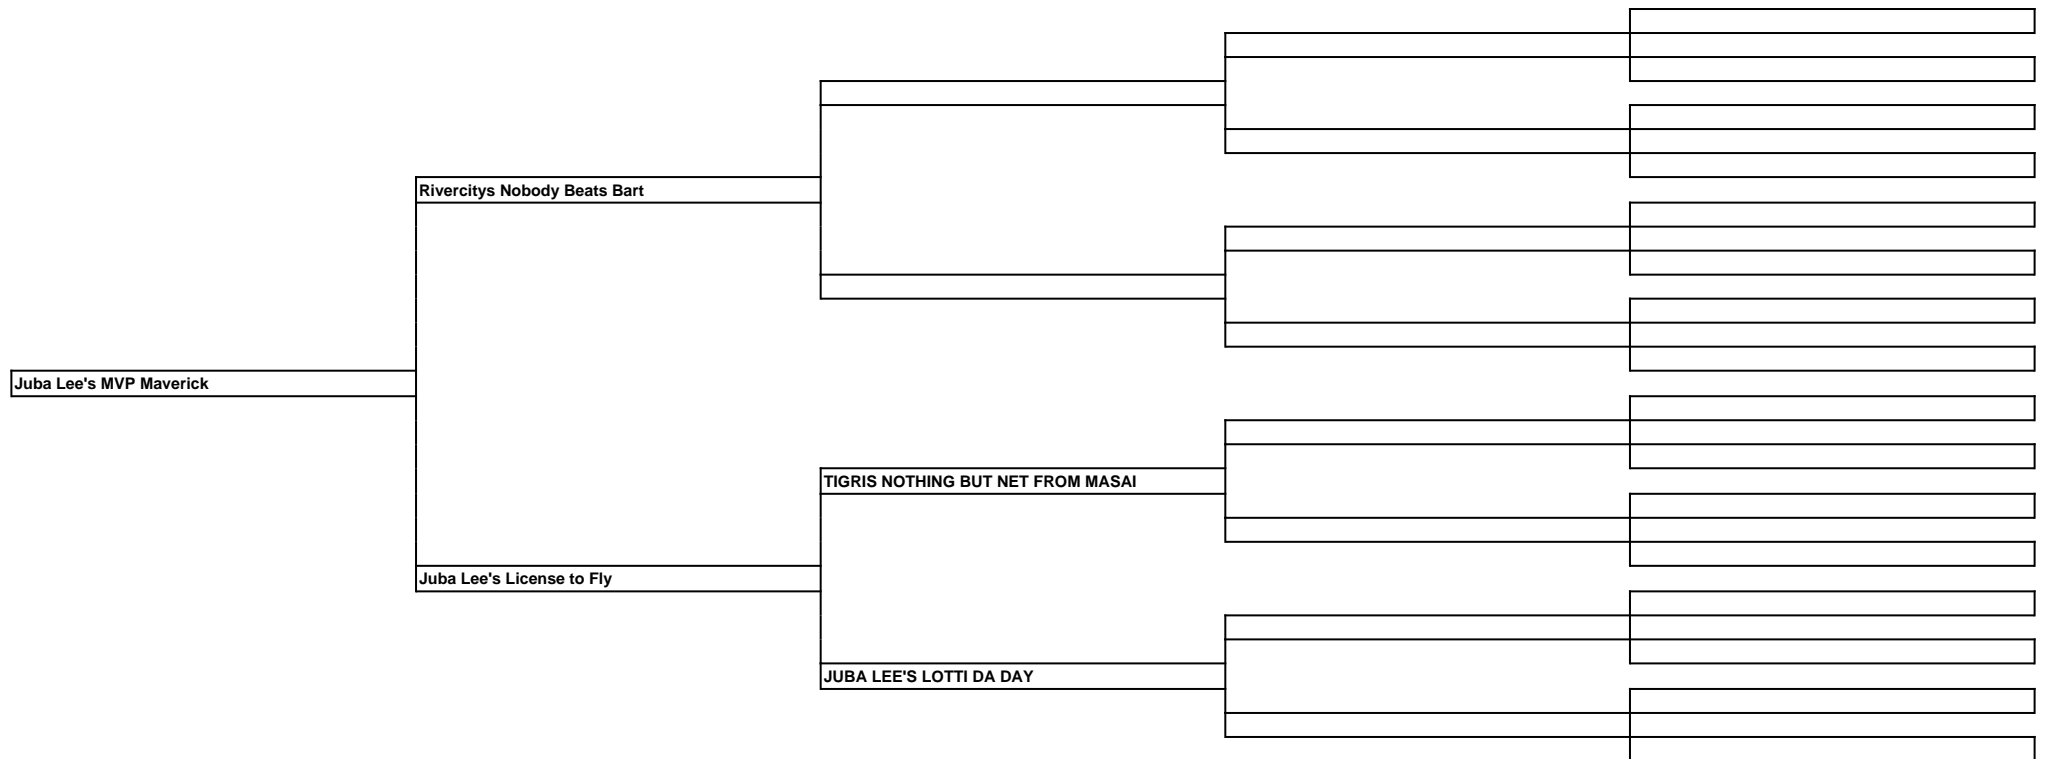 Rivercitys Nobody Beats Bart
Juba Lee's MVP Maverick
TIGRIS NOTHING BUT NET FROM MASAI
Juba Lee's License to Fly
JUBA LEE'S LOTTI DA DAY